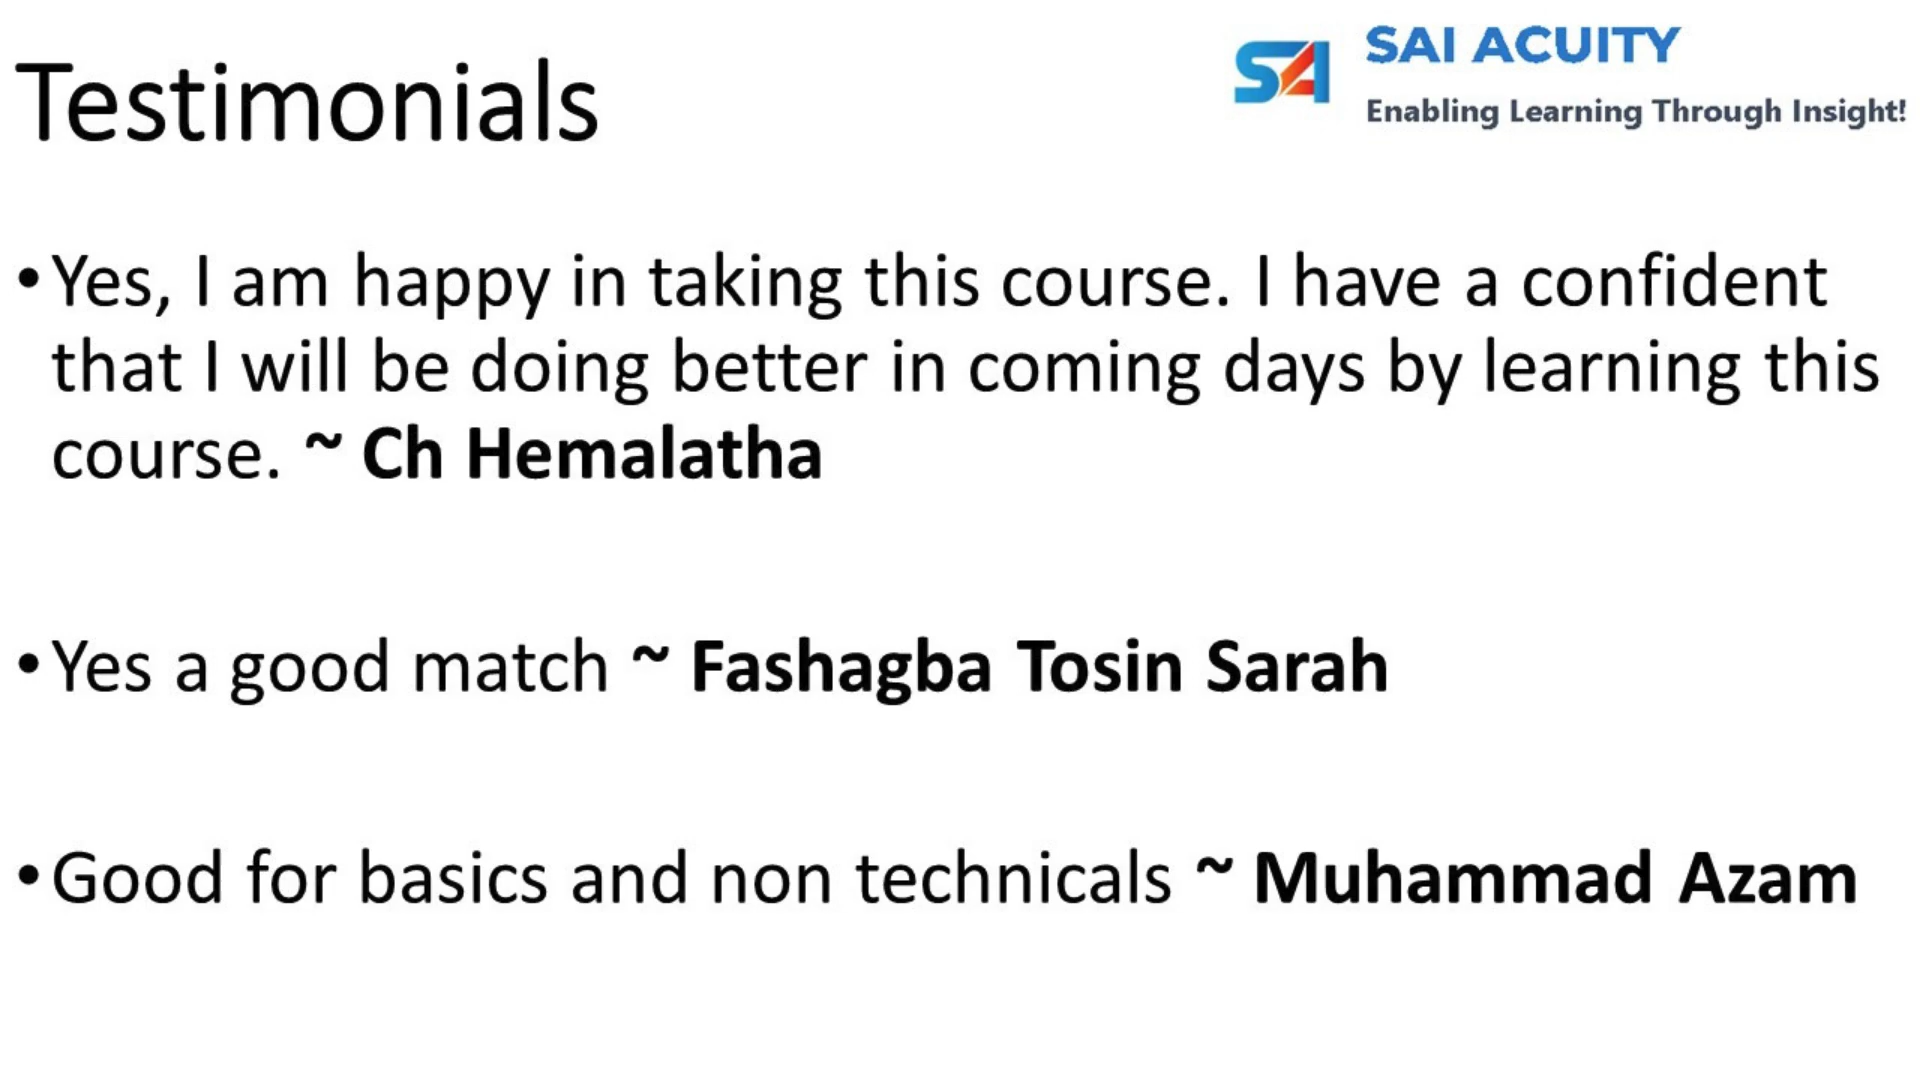 Testimonials
SA
SAI ACUITY
Enabling Learning Through Insight!
•Yes, I am happy in taking this course. I have a confident
that I will be doing better in coming days by learning this
course. ~ Ch Hemalatha
•Yes a good match ~ Fashagba Tosin Sarah
•Good for basics and non technicals ~ Muhammad Azam